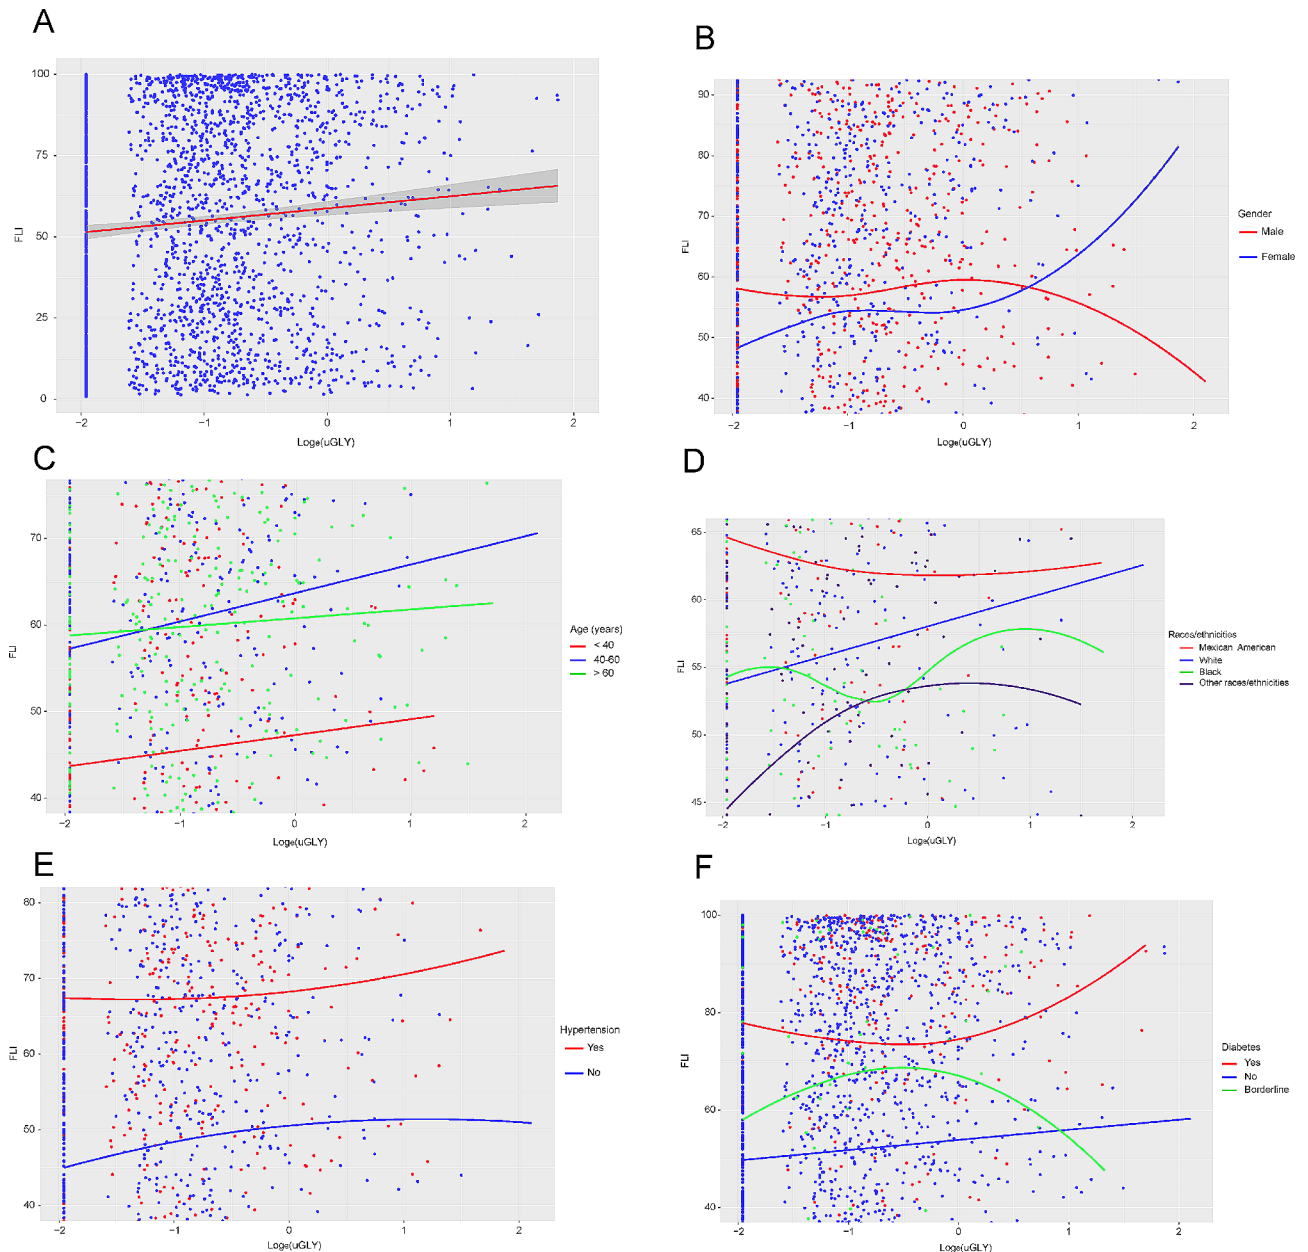 A
100
75
50
25
0
FLI
−2
−1
0
1
2
Logₑ(uGLY)
B
90
80
70
60
50
40
FLI
−2
−1
0
1
2
Logₑ(uGLY)
Gender
Male
Female
C
70
60
50
40
FLI
−2
−1
0
1
2
Logₑ(uGLY)
Age (years)
< 40
40-60
> 60
D
65
60
55
50
45
FLI
−2
−1
0
1
2
Logₑ(uGLY)
Races/ethnicities
Mexican American
White
Black
Other races/ethnicities
E
80
70
60
50
40
FLI
−2
−1
0
1
2
Logₑ(uGLY)
Hypertension
Yes
No
F
100
80
60
40
FLI
−2
−1
0
1
2
Logₑ(uGLY)
Diabetes
Yes
No
Borderline